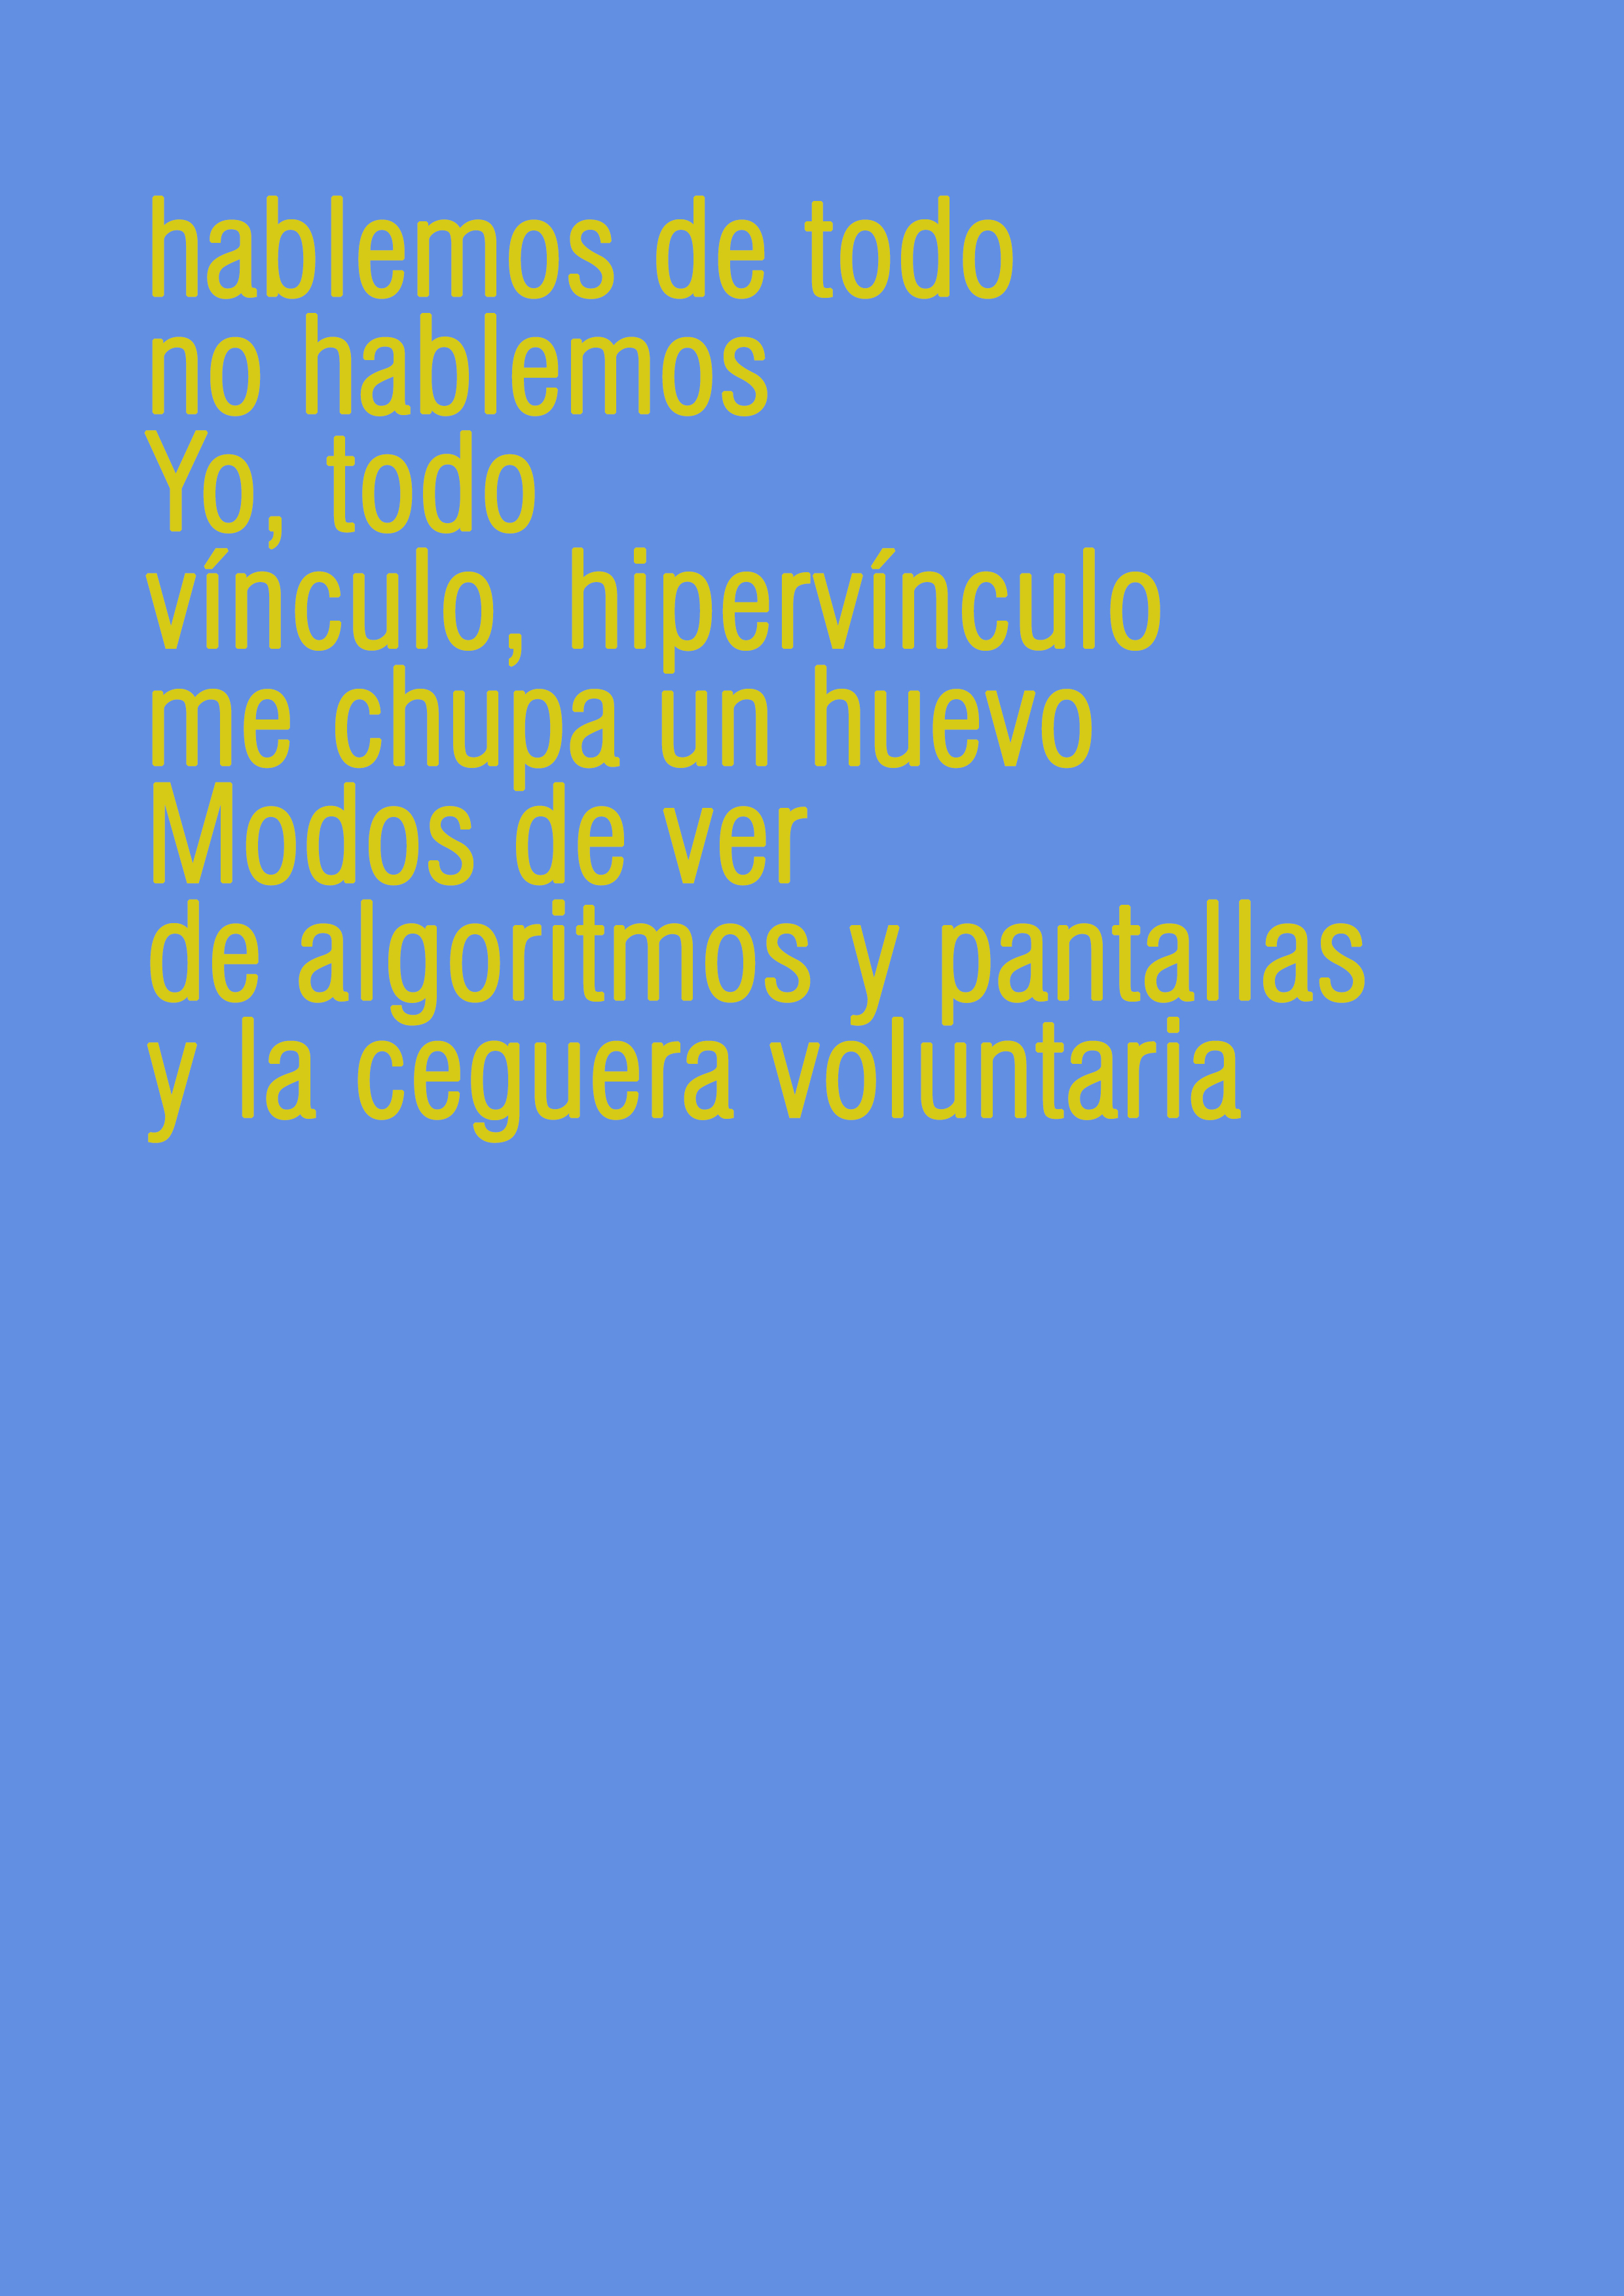 hablemos de todo
no hablemos
Yo, todo
vínculo, hipervínculo
me chupa un huevo
Modos de ver
de algoritmos y pantallas
y la ceguera voluntaria